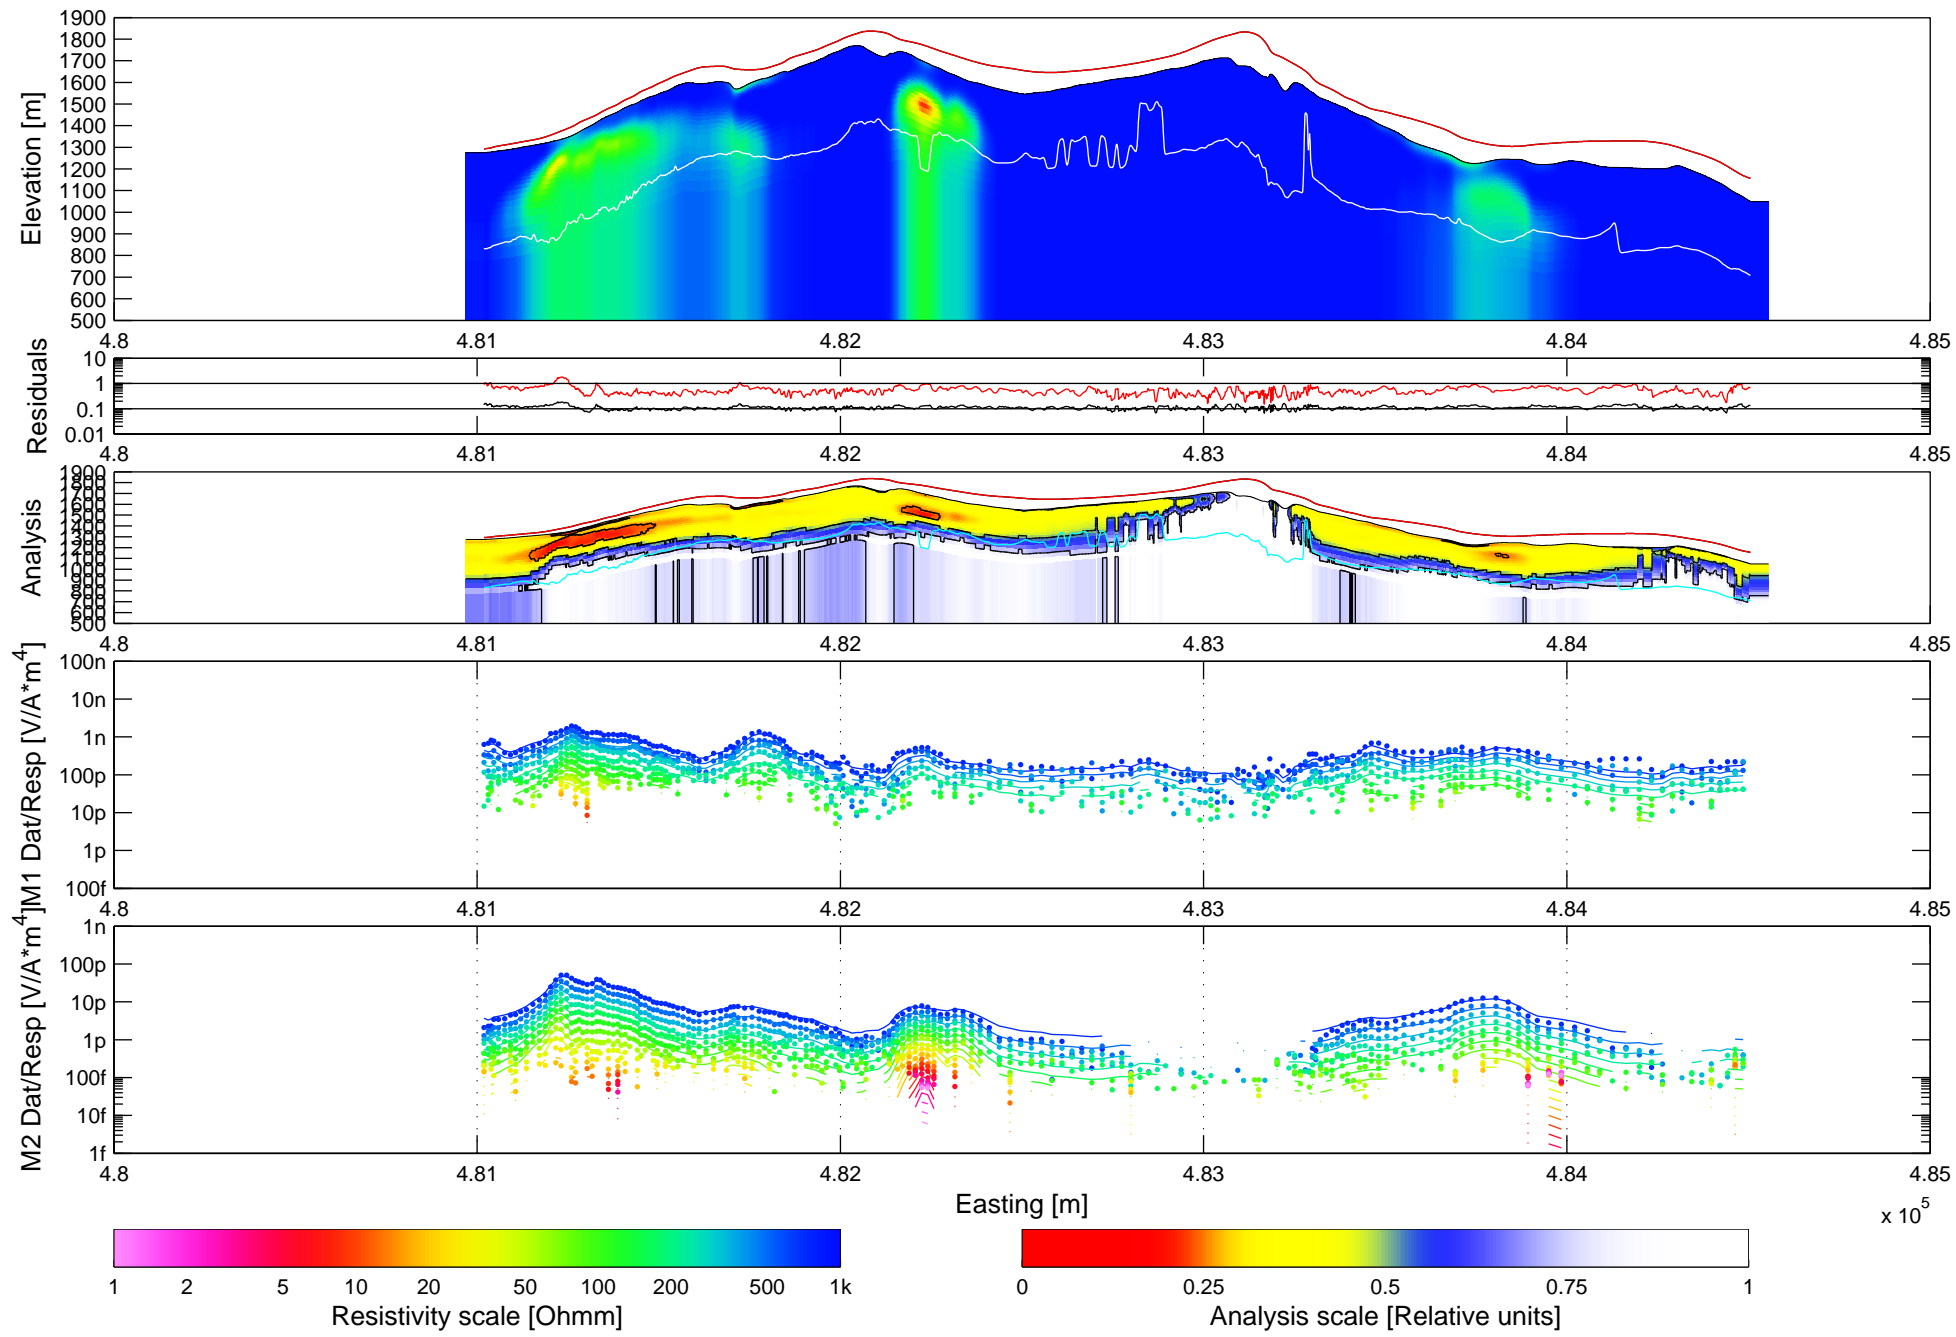 1900
1800
1700
1600
1500
1400
1300
1200
1100
1000
900
800
700
600
500
Elevation [m]
4.8 4.81 4.82 4.83 4.84 4.85
10
1
0.1
0.01
Residuals
4.8 4.81 4.82 4.83 4.84 4.85
1900
1800
1700
1600
1500
1400
1300
1200
1100
1000
900
800
700
600
500
Analysis
4.8 4.81 4.82 4.83 4.84 4.85
100n
10n
1n
100p
10p
1p
100f
M1 Dat/Resp [V/A*m^4]
4.8 4.81 4.82 4.83 4.84 4.85
1n
100p
10p
1p
100f
10f
1f
M2 Dat/Resp [V/A*m^4]
4.8 4.81 4.82 4.83 4.84 4.85
Easting [m]
x 10^5
1 2 5 10 20 50 100 200 500 1k
Resistivity scale [Ohmm]
0 0.25 0.5 0.75 1
Analysis scale [Relative units]